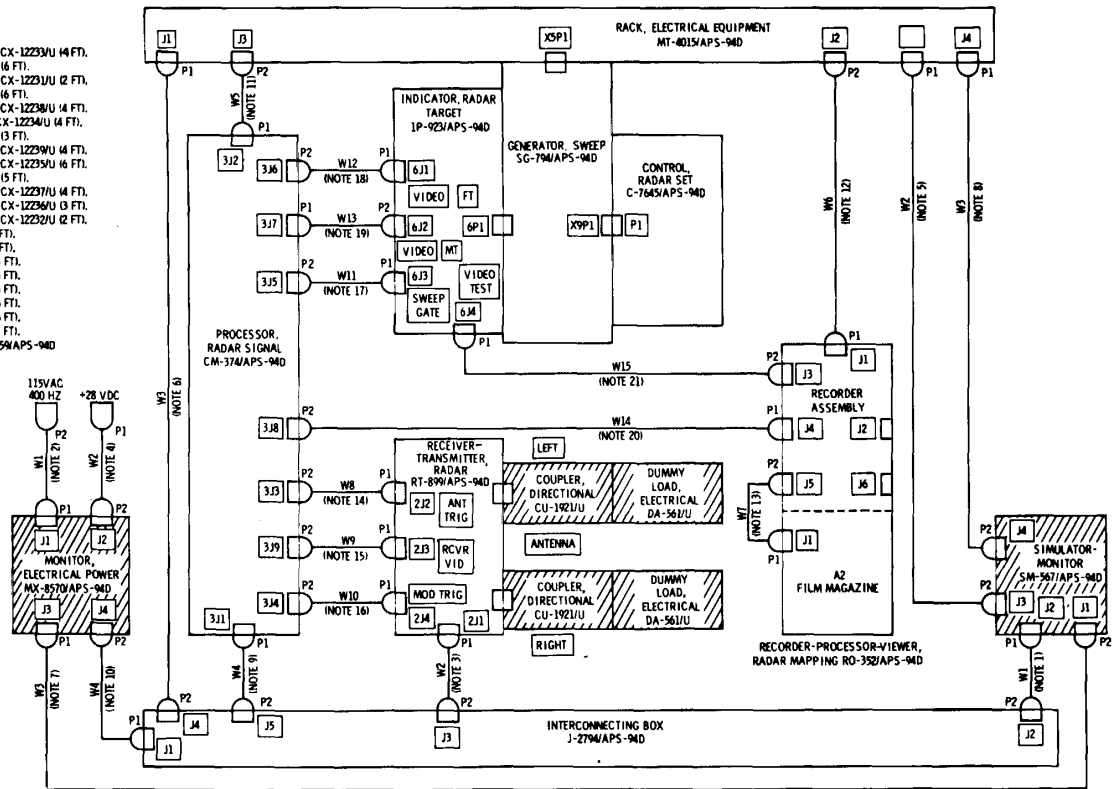 CX-12233/U (4 FT).
(6 FT).
CX-12231/U (2 FT).
(6 FT).
CX-12238/U (4 FT).
CX-12234/U (4 FT).
(3 FT).
CX-12239/U (4 FT).
CX-12235/U (6 FT).
(5 FT).
CX-12237/U (4 FT).
CX-12236/U (3 FT).
CX-12232/U (2 FT).
FT).
FT).
FT).
FT).
FT).
FT).
FT).
FT).
59/APS-94D
RACK, ELECTRICAL EQUIPMENT
MT-4015/APS-94D
J1
J3
X5P1
J2
J4
P1
P2
P2
P1
P1
W5
(NOTE 11)
P1
3J2
INDICATOR, RADAR
TARGET
IP-923/APS-94D
GENERATOR, SWEEP
SG-794/APS-94D
CONTROL,
RADAR SET
C-7645/APS-94D
3J6
P2
W12
(NOTE 18)
P1
6J1
VIDEO
FT
3J7
P1
W13
(NOTE 19)
P2
6J2
6P1
X9P1
P1
VIDEO
MT
3J5
P2
W11
(NOTE 17)
P1
6J3
VIDEO
TEST
SWEEP
GATE
6J4
P1
W6
(NOTE 12)
W2
(NOTE 5)
W3
(NOTE 8)
PROCESSOR,
RADAR SIGNAL
CM-374/APS-94D
W3
(NOTE 6)
W15
(NOTE 21)
P1
J1
P2
J3
RECORDER
ASSEMBLY
115VAC
400 HZ
+28 VDC
P2
P1
W1
(NOTE 2)
W2
(NOTE 4)
3J8
P2
W14
(NOTE 20)
P1
J4
J2
RECEIVER-
TRANSMITTER,
RADAR
RT-899/APS-94D
LEFT
COUPLER,
DIRECTIONAL
CU-1921/U
DUMMY
LOAD,
ELECTRICAL
DA-561/U
3J3
P2
W8
(NOTE 14)
P1
2J2
ANT
TRIG
P2
J5
J6
W7
(NOTE 13)
3J9
P2
W9
(NOTE 15)
P1
2J3
RCVR
VID
ANTENNA
J1
P1
A2
FILM MAGAZINE
3J4
P2
W10
(NOTE 16)
P1
MOD TRIG
2J4
2J1
COUPLER,
DIRECTIONAL
CU-1921/U
DUMMY
LOAD,
ELECTRICAL
DA-561/U
RIGHT
P1
P2
J1
J2
MONITOR,
ELECTRICAL POWER
MX-8570/APS-94D
J3
J4
P1
P2
P2
J4
SIMULATOR-
MONITOR
SM-567/APS-94D
P2
J3
J2
J1
P1
P2
RECORDER-PROCESSOR-VIEWER,
RADAR MAPPING RO-352/APS-94D
3J1
P1
P1
W3
(NOTE 7)
W4
(NOTE 10)
W4
(NOTE 9)
W2
(NOTE 3)
W1
(NOTE 1)
P1
P2
P2
P2
P2
J1
J4
J5
J3
J2
INTERCONNECTING BOX
J-2794/APS-94D